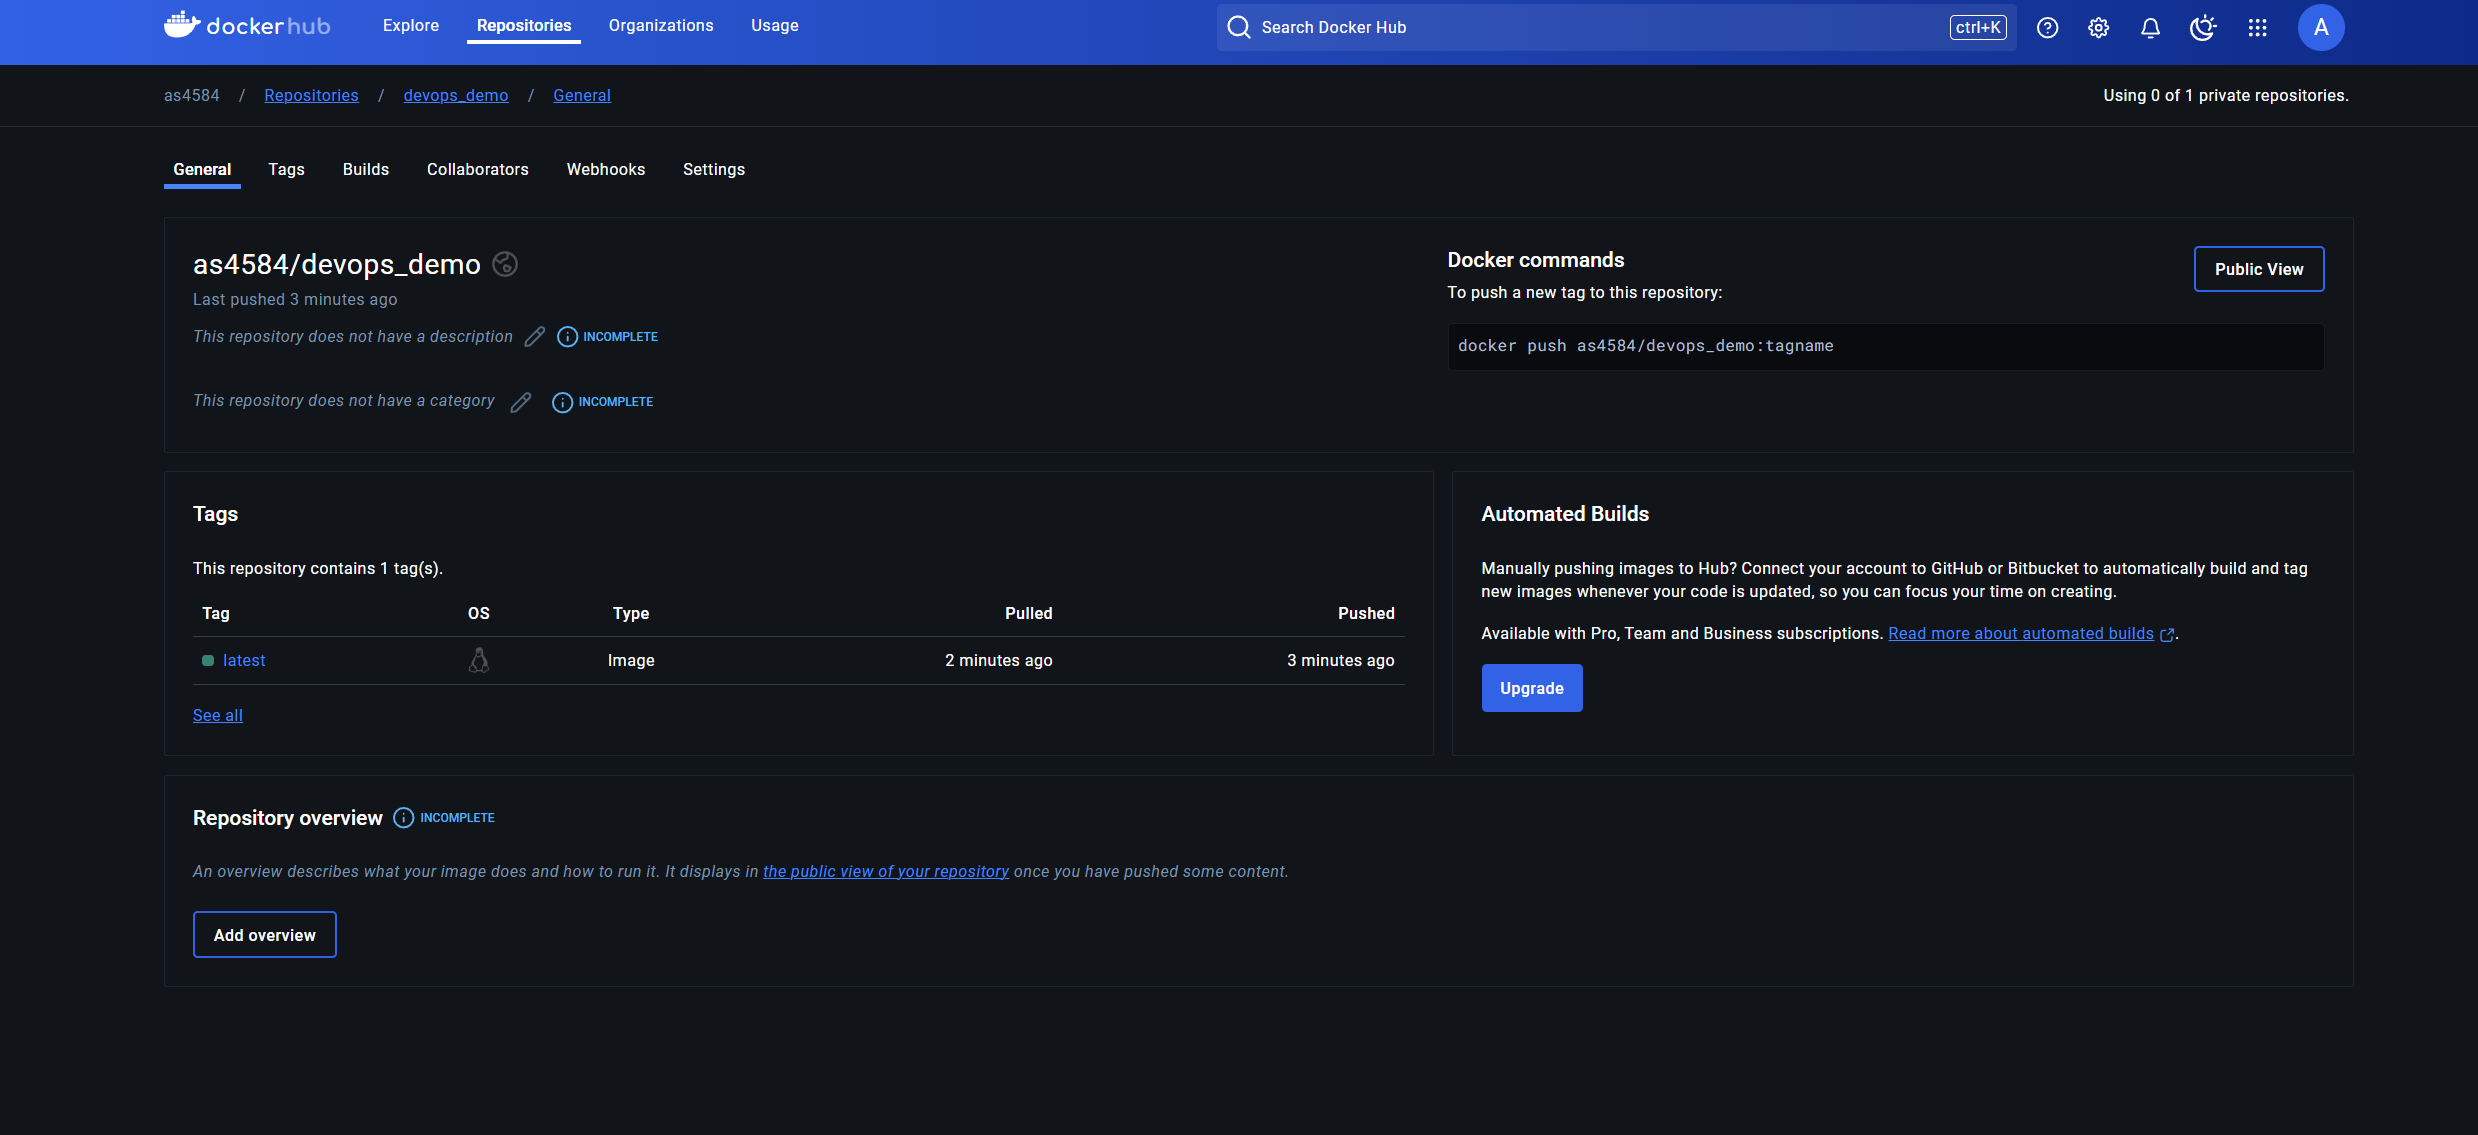 dockerhub Explore Repositories Organizations Usage Search Docker Hub ctrl+K A
as4584 / Repositories / devops_demo / General Using 0 of 1 private repositories.
General Tags Builds Collaborators Webhooks Settings
as4584/devops_demo
Last pushed 3 minutes ago
This repository does not have a description INCOMPLETE
This repository does not have a category INCOMPLETE
Docker commands
Public View
To push a new tag to this repository:
docker push as4584/devops_demo:tagname
Tags
This repository contains 1 tag(s).
Tag OS Type Pulled Pushed
latest Image 2 minutes ago 3 minutes ago
See all
Automated Builds
Manually pushing images to Hub? Connect your account to GitHub or Bitbucket to automatically build and tag
new images whenever your code is updated, so you can focus your time on creating.
Available with Pro, Team and Business subscriptions. Read more about automated builds.
Upgrade
Repository overview INCOMPLETE
An overview describes what your image does and how to run it. It displays in the public view of your repository once you have pushed some content.
Add overview